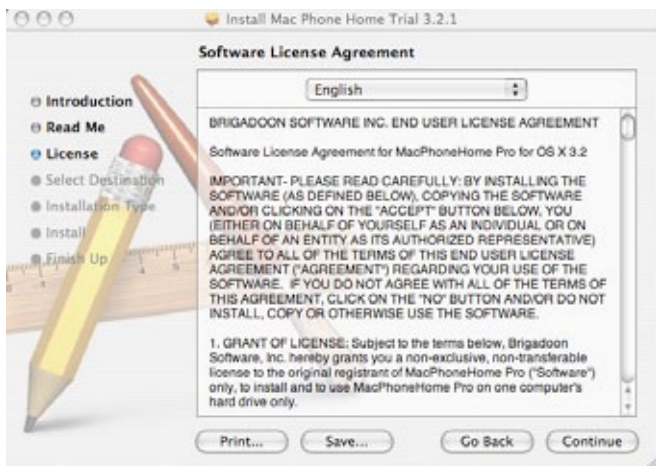 Install Mac Phone Home Trial 3.2.1
Software License Agreement
English
Introduction
Read Me
License
Select Destination
Installation Type
Install
Finish Up
BRIGADOON SOFTWARE INC. END USER LICENSE AGREEMENT
Software License Agreement for MacPhoneHome Pro for OS X 3.2
IMPORTANT- PLEASE READ CAREFULLY: BY INSTALLING THE
SOFTWARE (AS DEFINED BELOW), COPYING THE SOFTWARE
AND/OR CLICKING ON THE "ACCEPT" BUTTON BELOW, YOU
(EITHER ON BEHALF OF YOURSELF AS AN INDIVIDUAL OR ON
BEHALF OF AN ENTITY AS ITS AUTHORIZED REPRESENTATIVE)
AGREE TO ALL OF THE TERMS OF THIS END USER LICENSE
AGREEMENT ("AGREEMENT") REGARDING YOUR USE OF THE
SOFTWARE.  IF YOU DO NOT AGREE WITH ALL OF THE TERMS OF
THIS AGREEMENT, CLICK ON THE "NO" BUTTON AND/OR DO NOT
INSTALL, COPY OR OTHERWISE USE THE SOFTWARE.
1. GRANT OF LICENSE: Subject to the terms below, Brigadoon
Software, Inc. hereby grants you a non-exclusive, non-transferable
license to the original registrant of MacPhoneHome Pro ("Software")
only, to install and to use MacPhoneHome Pro on one computer's
hard drive only.
Print...
Save...
Go Back
Continue